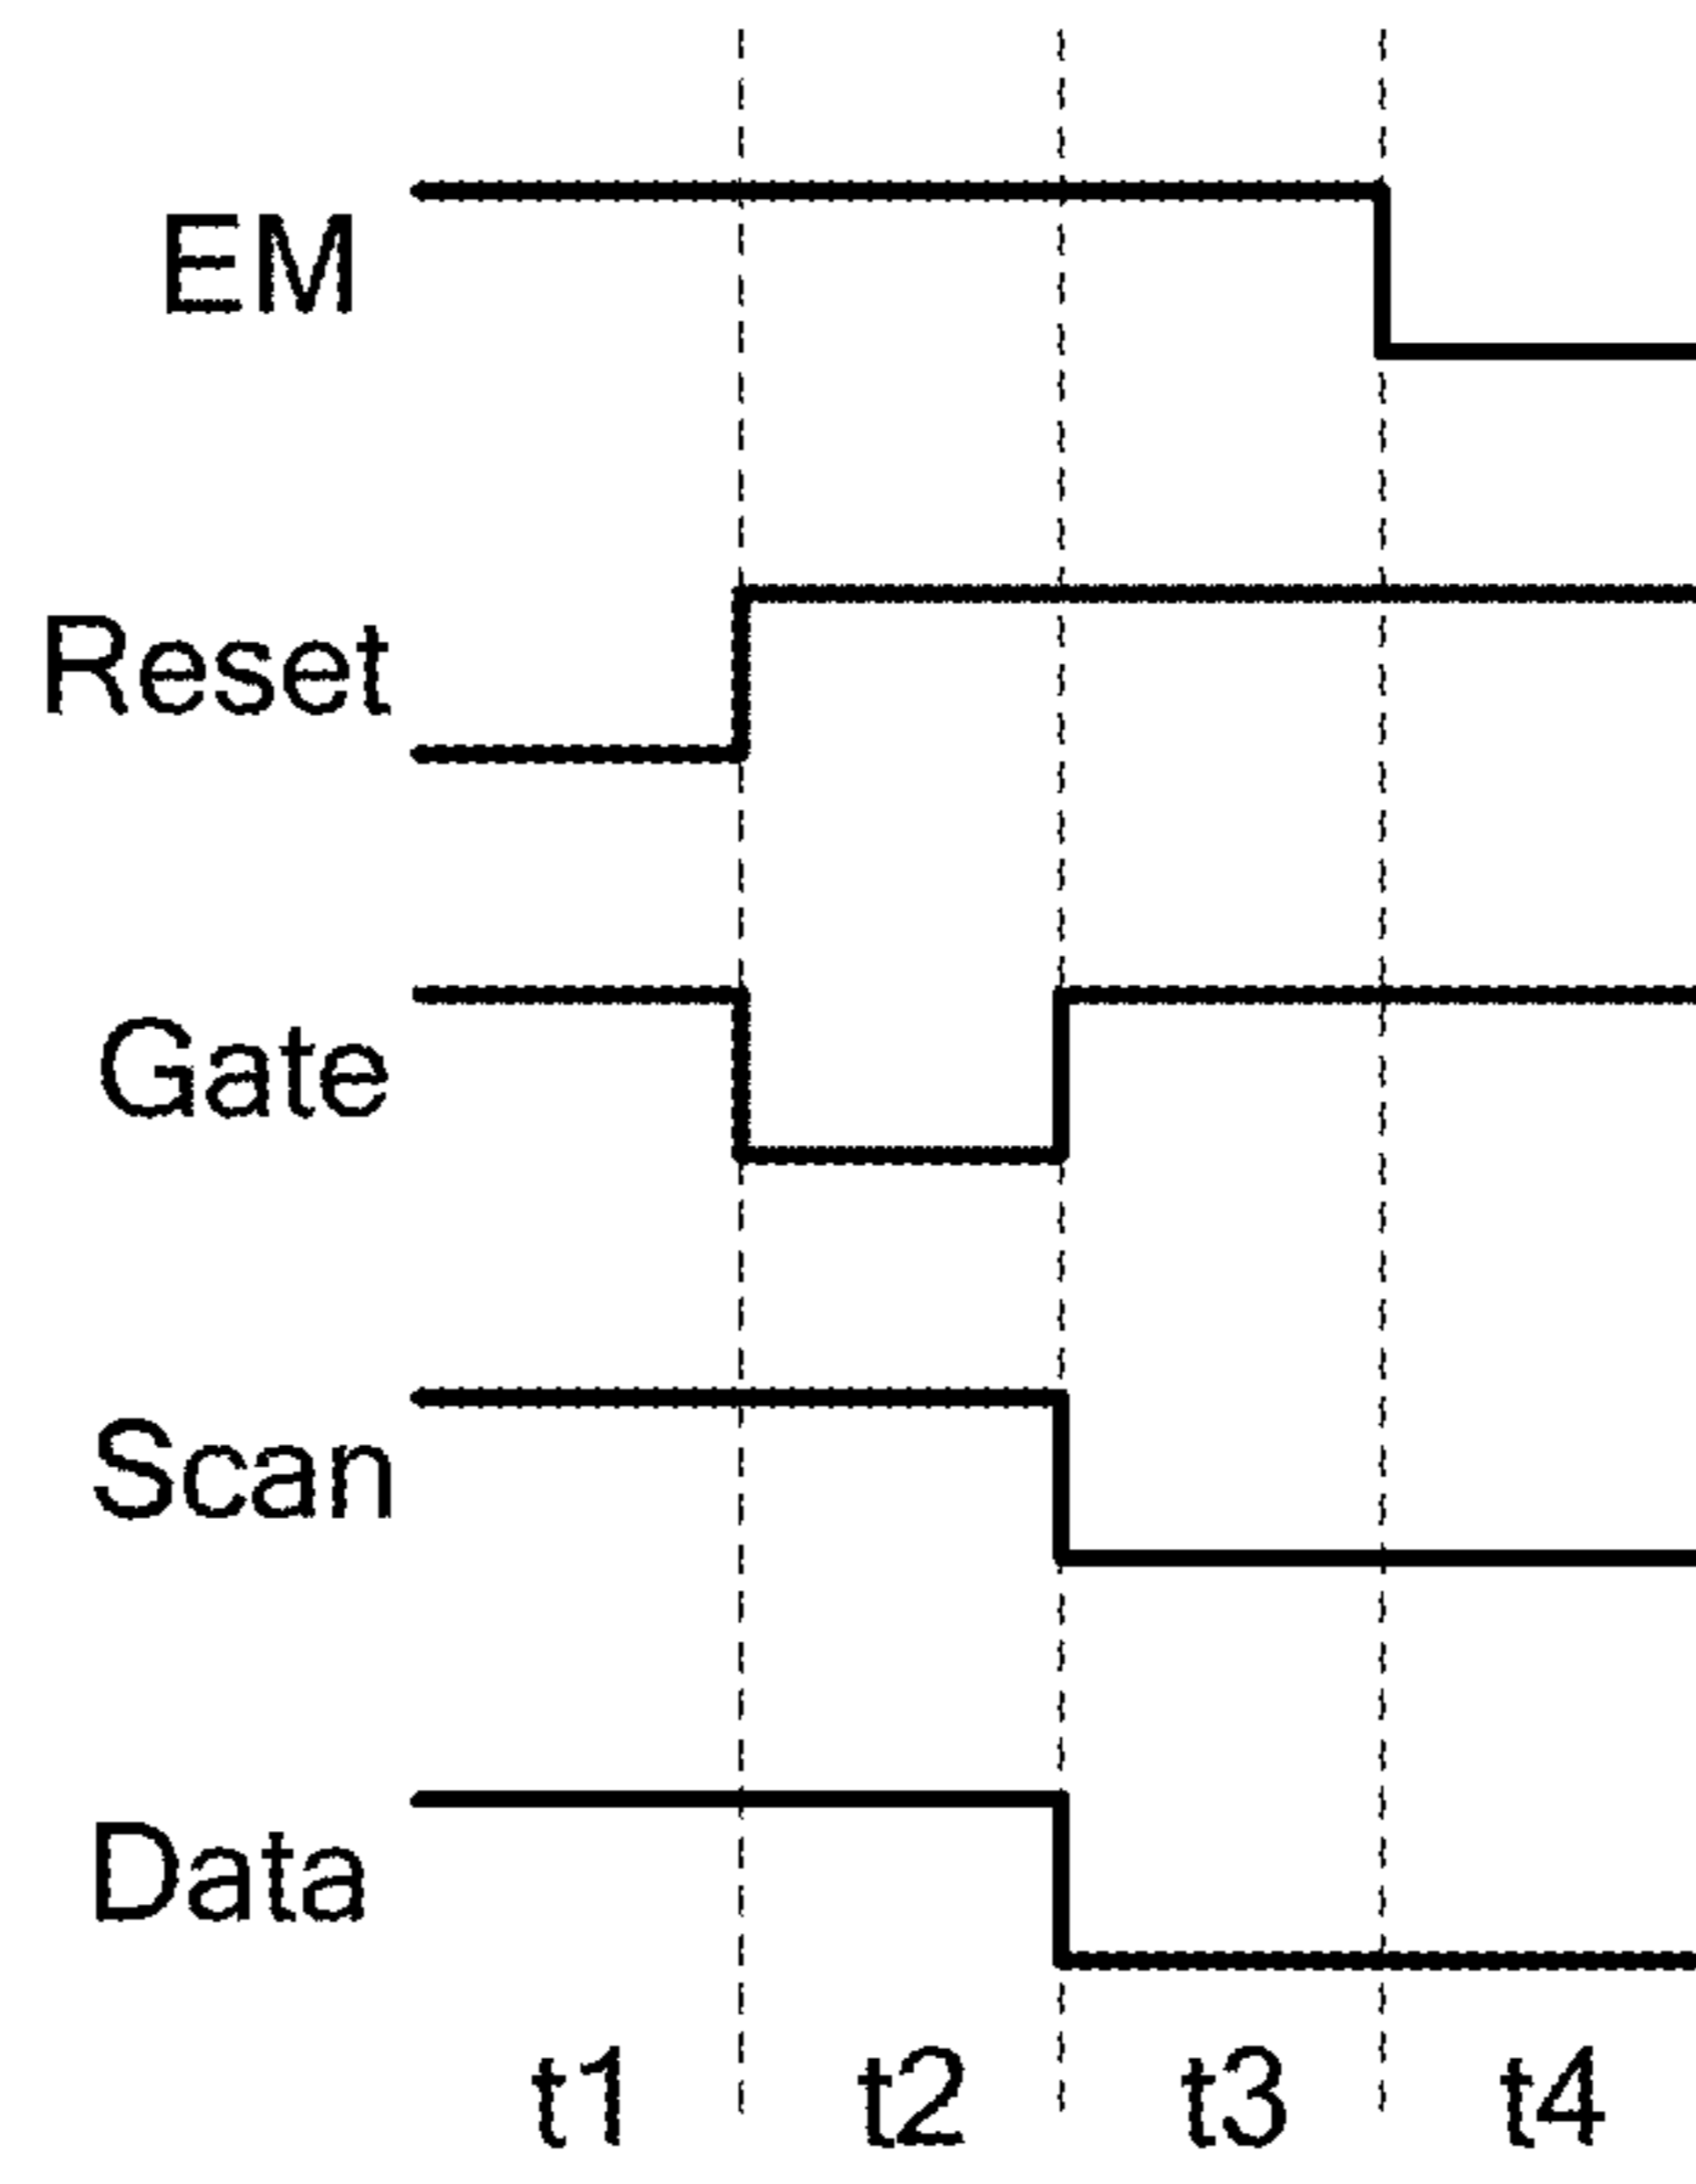 EM
Reset
Gate
Scan
Data
t1 t2 t3 t4